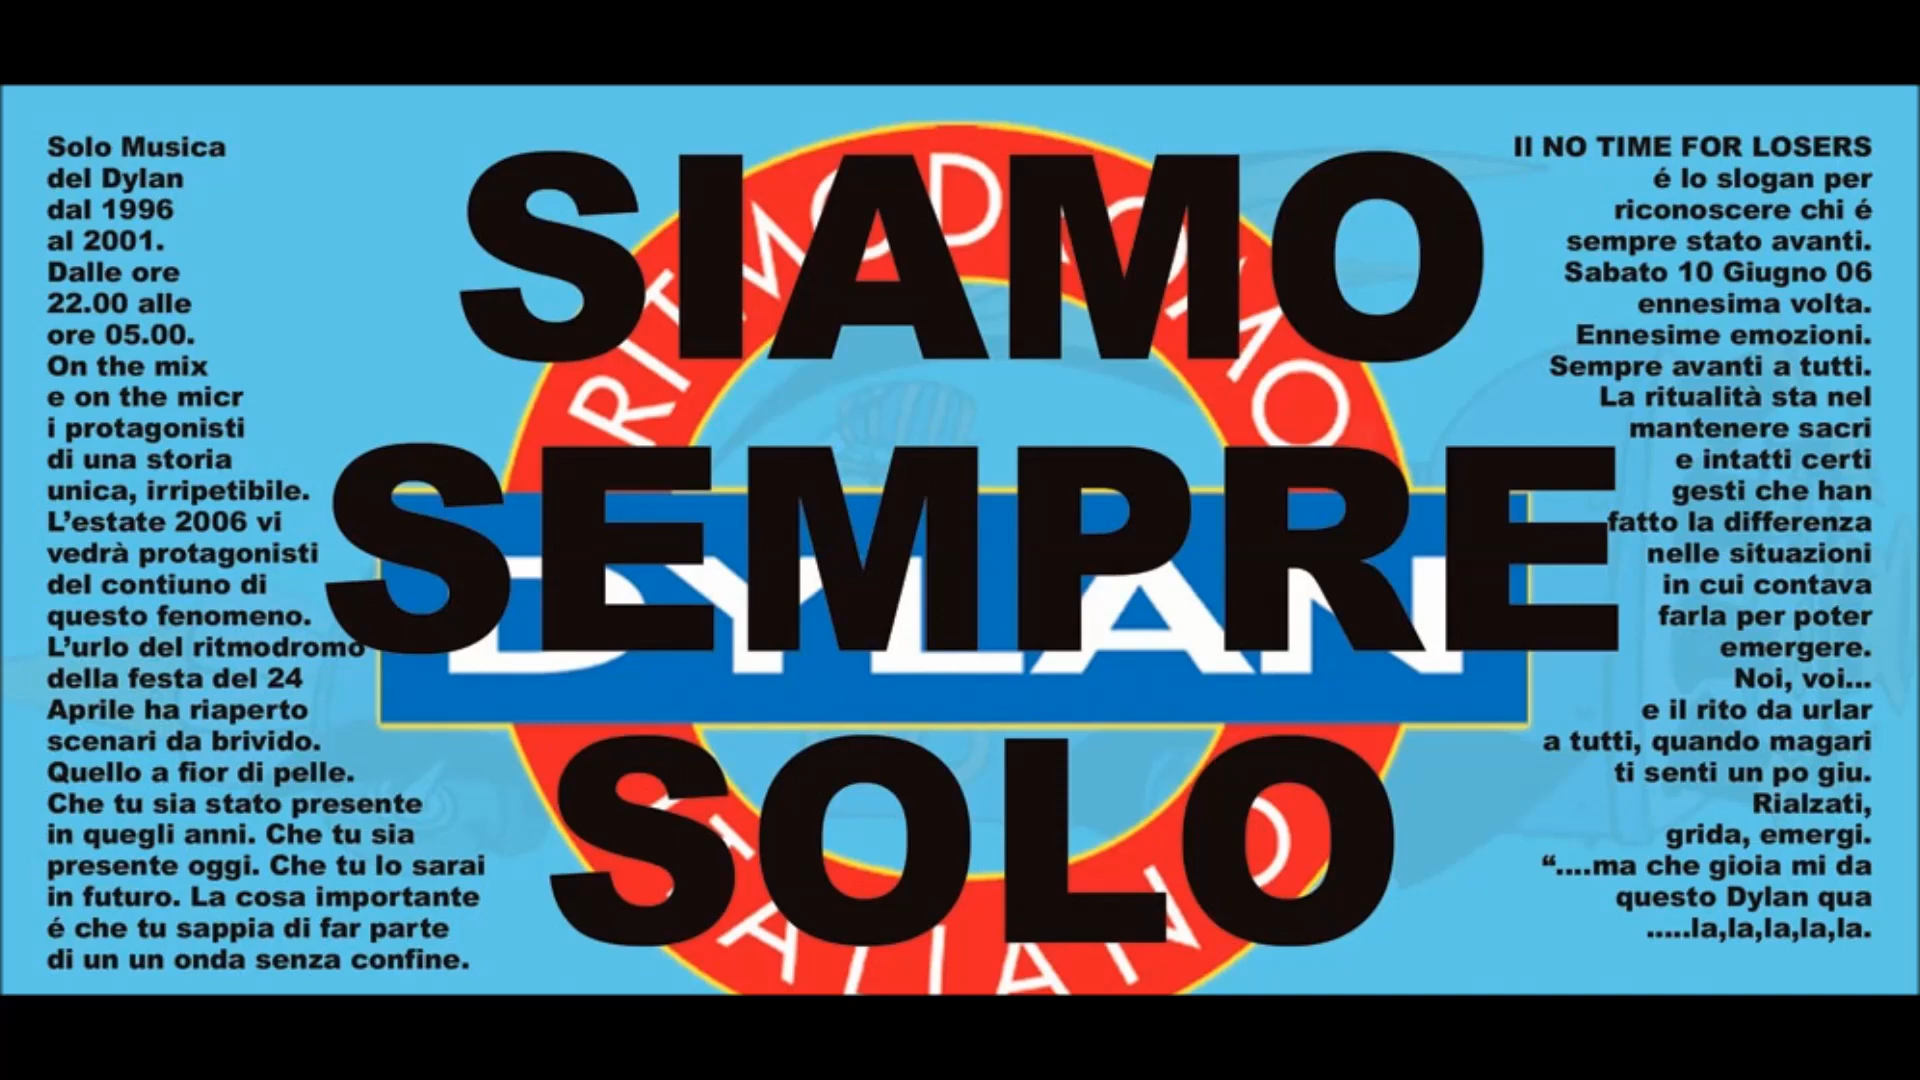 Solo Musica
del Dylan
dal 1996
al 2001.
Dalle ore
22.00 alle
ore 05.00.
On the mix
e on the micr
i protagonisti
di una storia
unica, irripetibile.
L’estate 2006 vi
vedrà protagonisti
del contiuno di
questo fenomeno.
L’urlo del ritmodromo
della festa del 24
Aprile ha riaperto
scenari da brivido.
Quello a fior di pelle.
Che tu sia stato presente
in quegli anni. Che tu sia
presente oggi. Che tu lo sarai
in futuro. La cosa importante
é che tu sappia di far parte
di un un onda senza confine.
SIAMO
SEMPRE
SOLO
DYLAN
II NO TIME FOR LOSERS
é lo slogan per
riconoscere chi é
sempre stato avanti.
Sabato 10 Giugno 06
ennesima volta.
Ennesime emozioni.
Sempre avanti a tutti.
La ritualità sta nel
mantenere sacri
e intatti certi
gesti che han
fatto la differenza
nelle situazioni
in cui contava
farla per poter
emergere.
Noi, voi...
e il rito da urlar
a tutti, quando magari
ti senti un po giu.
Rialzati,
grida, emergi.
“....ma che gioia mi da
questo Dylan qua
.....la,la,la,la,la.